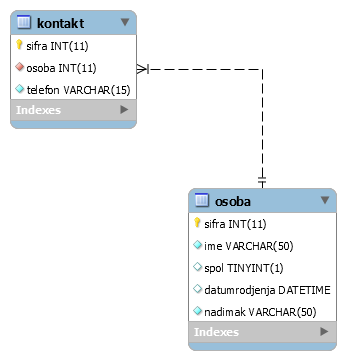 kontakt
sifra INT(11)
osoba INT(11)
telefon VARCHAR(15)
Indexes
osoba
sifra INT(11)
ime VARCHAR(50)
spol TINYINT(1)
datumrodjenja DATETIME
nadimak VARCHAR(50)
Indexes